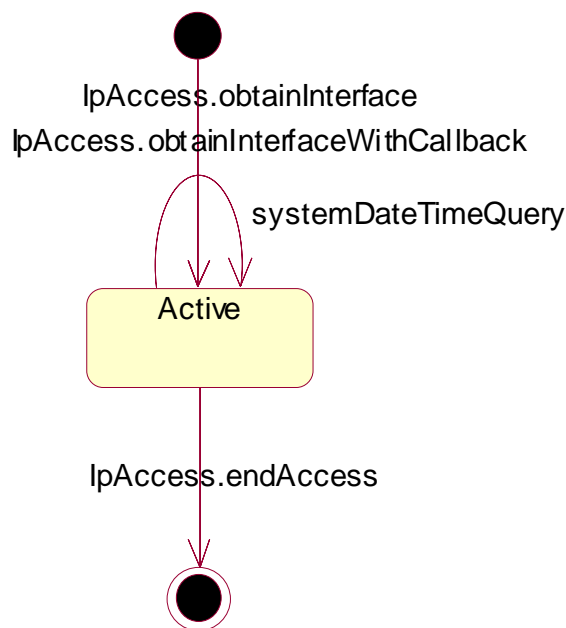 IpAccess.obtainInterface
IpAccess.obtainInterfaceWithCallback
systemDateTimeQuery
Active
IpAccess.endAccess